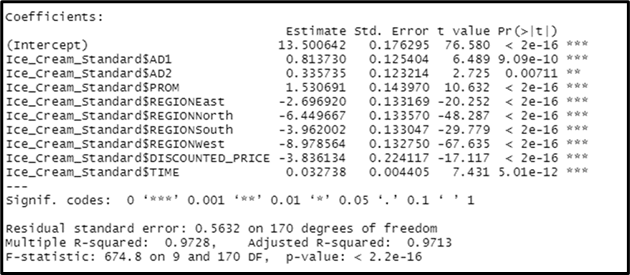 Coefficients:
Estimate Std. Error t value Pr(>|t|)
(Intercept) 13.500642 0.176295 76.580 < 2e-16 ***
Ice_Cream_Standard$AD1 0.813730 0.125404 6.489 9.09e-10 ***
Ice_Cream_Standard$AD2 0.335735 0.123214 2.725 0.00711 **
Ice_Cream_Standard$PROM 1.530691 0.143970 10.632 < 2e-16 ***
Ice_Cream_Standard$REGIONEast -2.696920 0.133169 -20.252 < 2e-16 ***
Ice_Cream_Standard$REGIONNorth -6.449667 0.133570 -48.287 < 2e-16 ***
Ice_Cream_Standard$REGIONSouth -3.962002 0.133047 -29.779 < 2e-16 ***
Ice_Cream_Standard$REGIONWest -8.978564 0.132750 -67.635 < 2e-16 ***
Ice_Cream_Standard$DISCOUNTED_PRICE -3.836134 0.224117 -17.117 < 2e-16 ***
Ice_Cream_Standard$TIME 0.032738 0.004405 7.431 5.01e-12 ***
---
Signif. codes: 0 ‘***’ 0.001 ‘**’ 0.01 ‘*’ 0.05 ‘.’ 0.1 ‘ ’ 1
Residual standard error: 0.5632 on 170 degrees of freedom
Multiple R-squared: 0.9728, Adjusted R-squared: 0.9713
F-statistic: 674.8 on 9 and 170 DF, p-value: < 2.2e-16